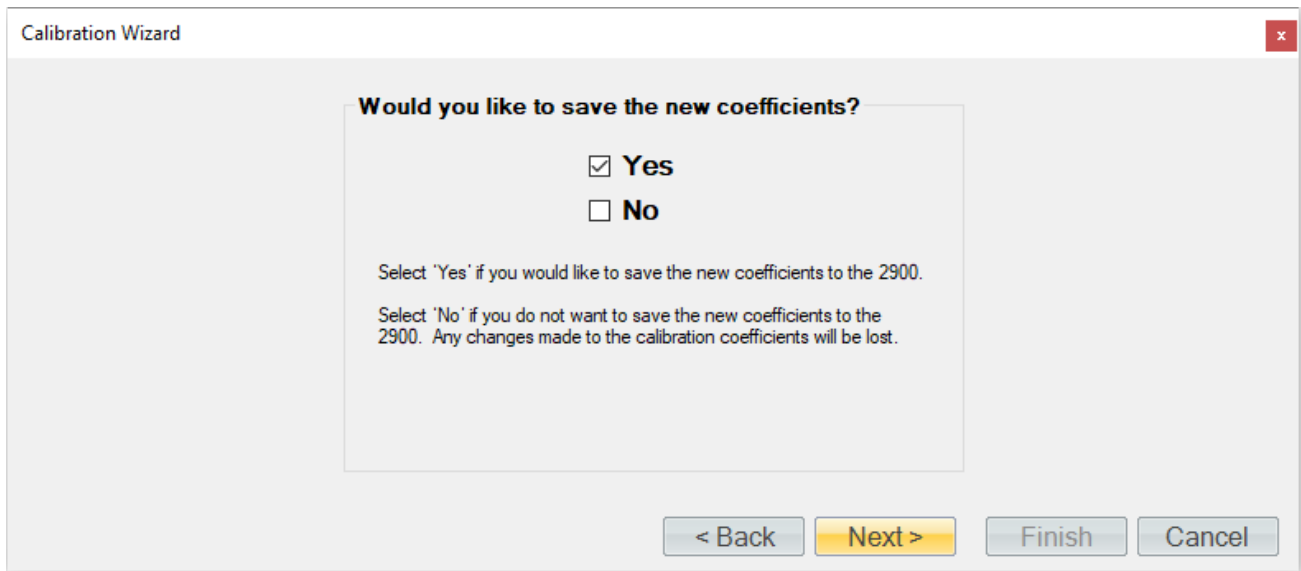 Calibration Wizard
x
Would you like to save the new coefficients?
Yes
No
Select 'Yes' if you would like to save the new coefficients to the 2900.
Select 'No' if you do not want to save the new coefficients to the
2900.  Any changes made to the calibration coefficients will be lost.
< Back
Next >
Finish
Cancel